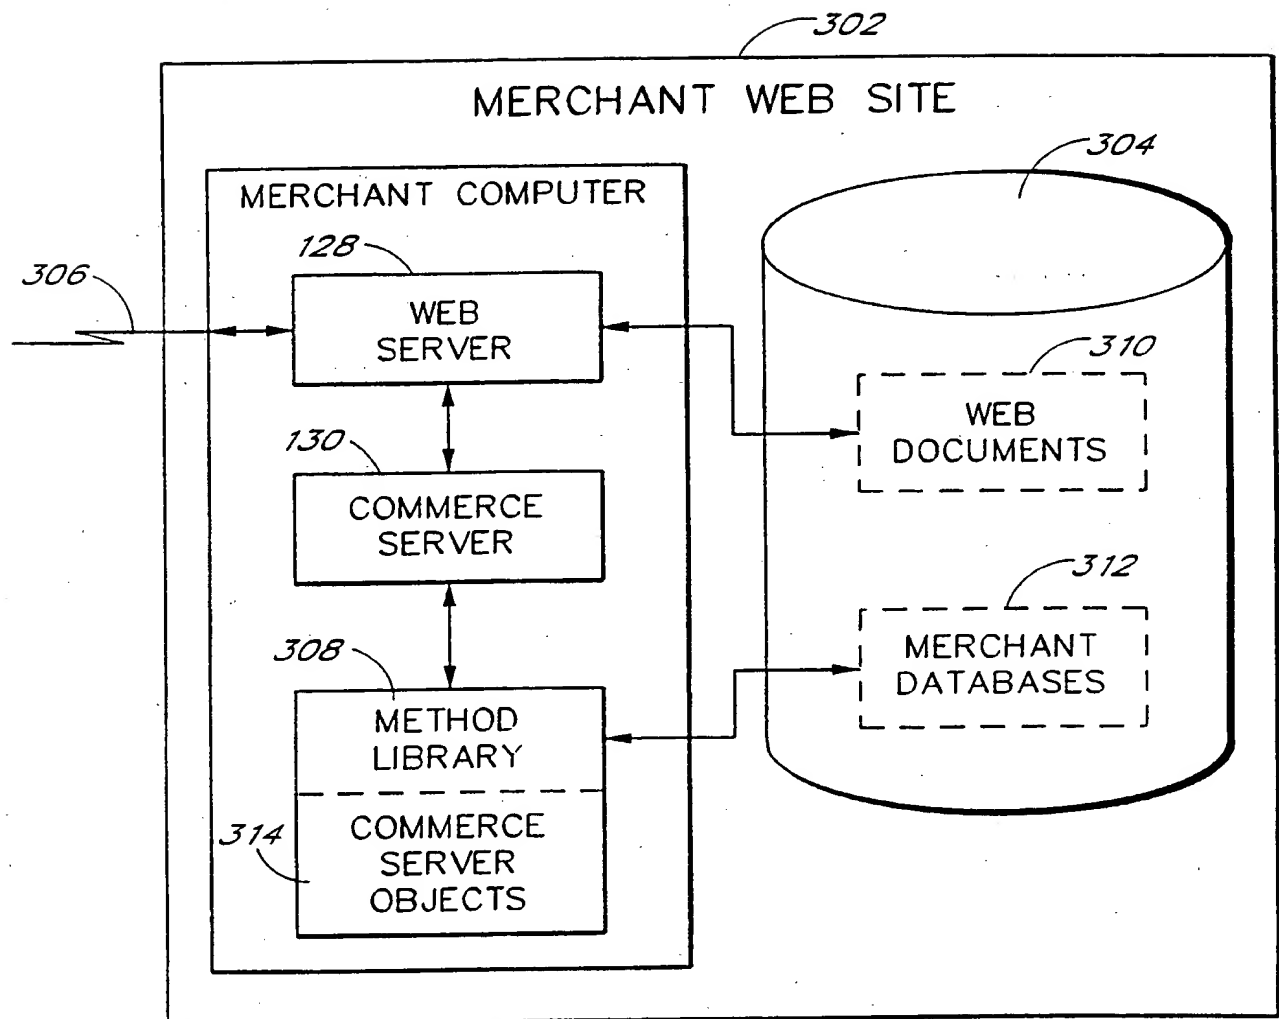 302
MERCHANT WEB SITE
304
MERCHANT COMPUTER
128
306
WEB
SERVER
310
WEB
DOCUMENTS
130
COMMERCE
SERVER
312
MERCHANT
DATABASES
308
METHOD
LIBRARY
314
COMMERCE
SERVER
OBJECTS